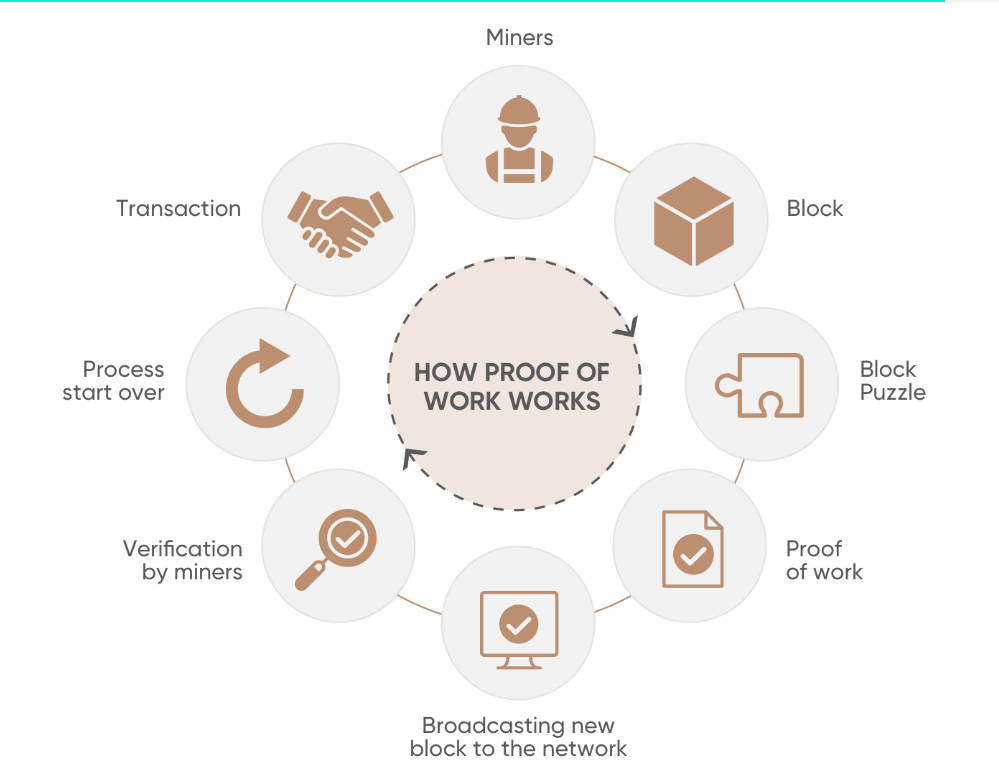 Miners
Transaction
Block
HOW PROOF OF
WORK WORKS
Process
start over
Block
Puzzle
Verification
by miners
Proof
of work
Broadcasting new
block to the network